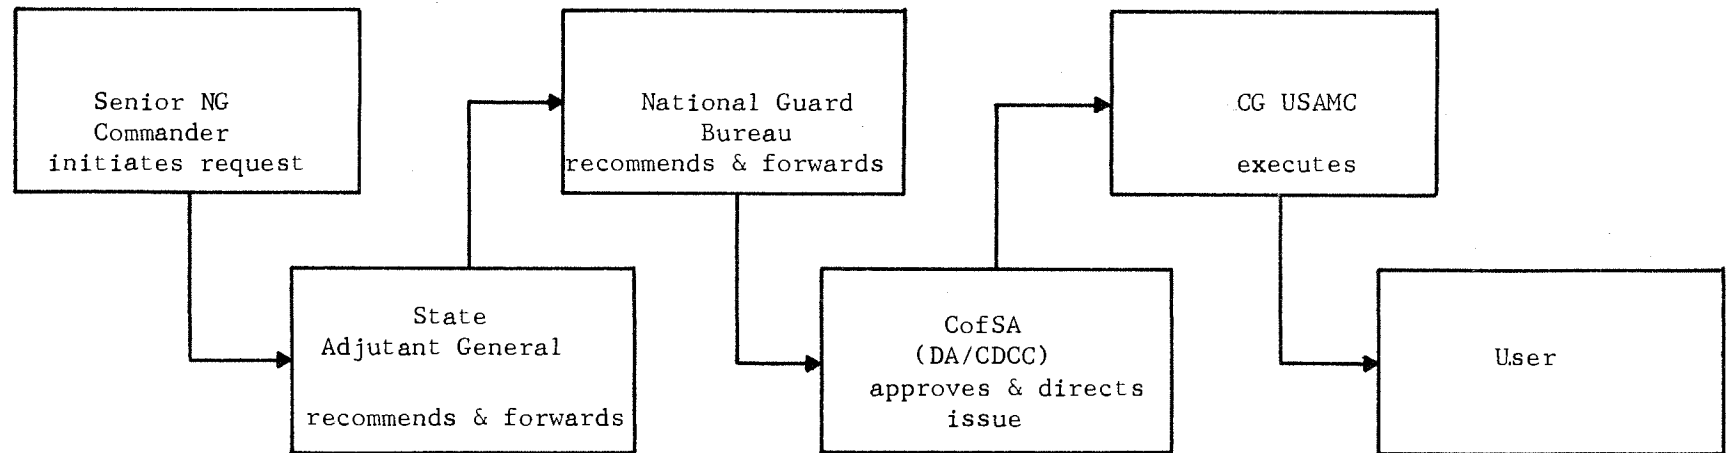 Senior NG
Commander
initiates request
State
Adjutant General
recommends & forwards
National Guard
Bureau
recommends & forwards
CofSA
(DA/CDCC)
approves & directs
issue
CG USAMC
executes
User